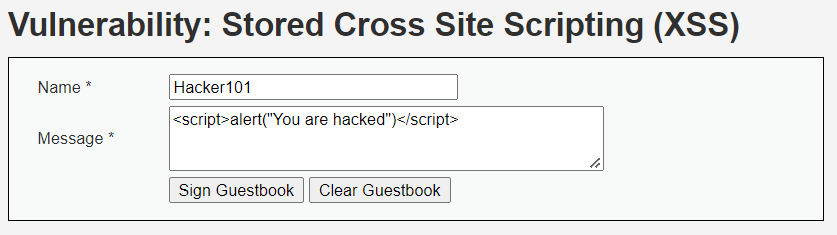 Vulnerability: Stored Cross Site Scripting (XSS)
Name * Hacker101
Message * <script>alert("You are hacked")</script>
Sign Guestbook Clear Guestbook